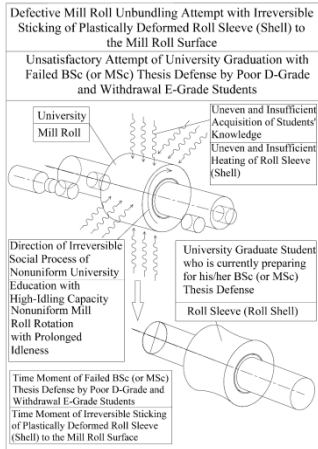 Defective Mill Roll Unbundling Attempt with Irreversible
Sticking of Plastically Deformed Roll Sleeve (Shell) to
the Mill Roll Surface
Unsatisfactory Attempt of University Graduation with
Failed BSc (or MSc) Thesis Defense by Poor D-Grade
and Withdrawal E-Grade Students
University
Mill Roll
Uneven and Insufficient
Acquisition of Students'
Knowledge
Uneven and Insufficient
Heating of Roll Sleeve
(Shell)
Direction of Irreversible
Social Process of
Nonuniform University
Education with
High-Idling Capacity
Nonuniform Mill
Roll Rotation
with Prolonged
Idleness
University Graduate Student
who is currently preparing
for his/her BSc (or MSc)
Thesis Defense
Roll Sleeve (Roll Shell)
Time Moment of Failed BSc (or MSc)
Thesis Defense by Poor D-Grade and
Withdrawal E-Grade Students
Time Moment of Irreversible Sticking
of Plastically Deformed Roll Sleeve
(Shell) to the Mill Roll Surface